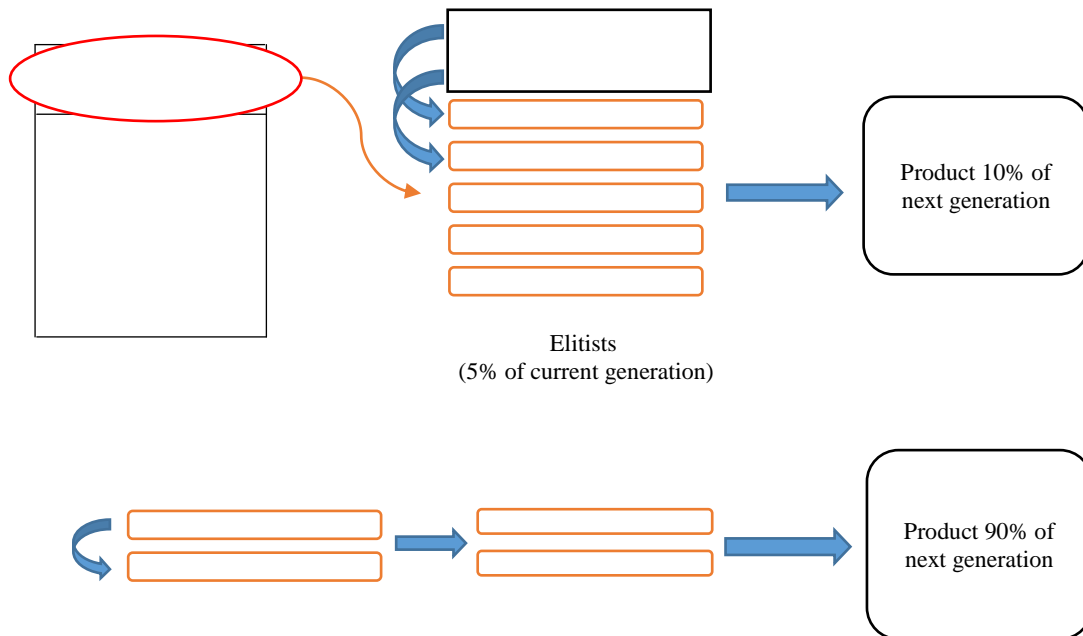 Product 10% of
next generation
Elitists
(5% of current generation)
Product 90% of
next generation